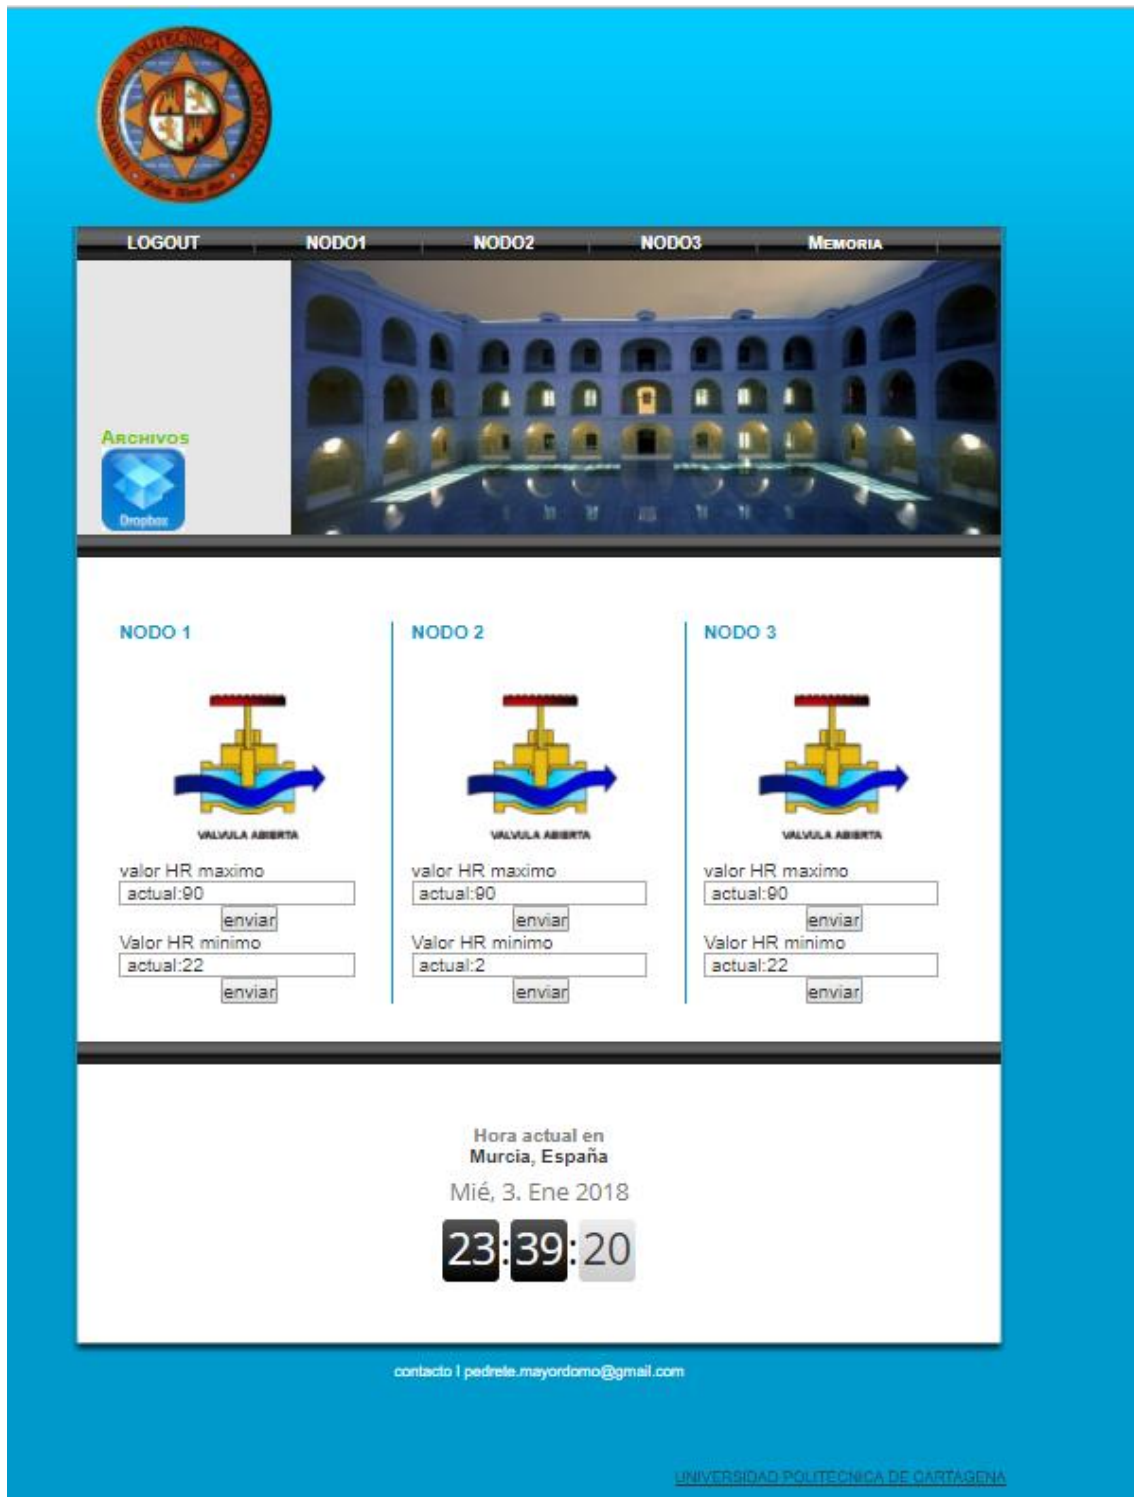 UNIVERSIDAD POLITECNICA DE CARTAGENA
LOGOUT NODO1 NODO2 NODO3 MEMORIA
ARCHIVOS
Dropbox
NODO 1 NODO 2 NODO 3
VALVULA ABIERTA VALVULA ABIERTA VALVULA ABIERTA
valor HR maximo valor HR maximo valor HR maximo
actual:90 actual:90 actual:90
enviar enviar enviar
Valor HR minimo Valor HR minimo Valor HR minimo
actual:22 actual:2 actual:22
enviar enviar enviar
Hora actual en
Murcia, España
Mié, 3. Ene 2018
23:39:20
contacto | pedrete.mayordomo@gmail.com
UNIVERSIDAD POLITECNICA DE CARTAGENA